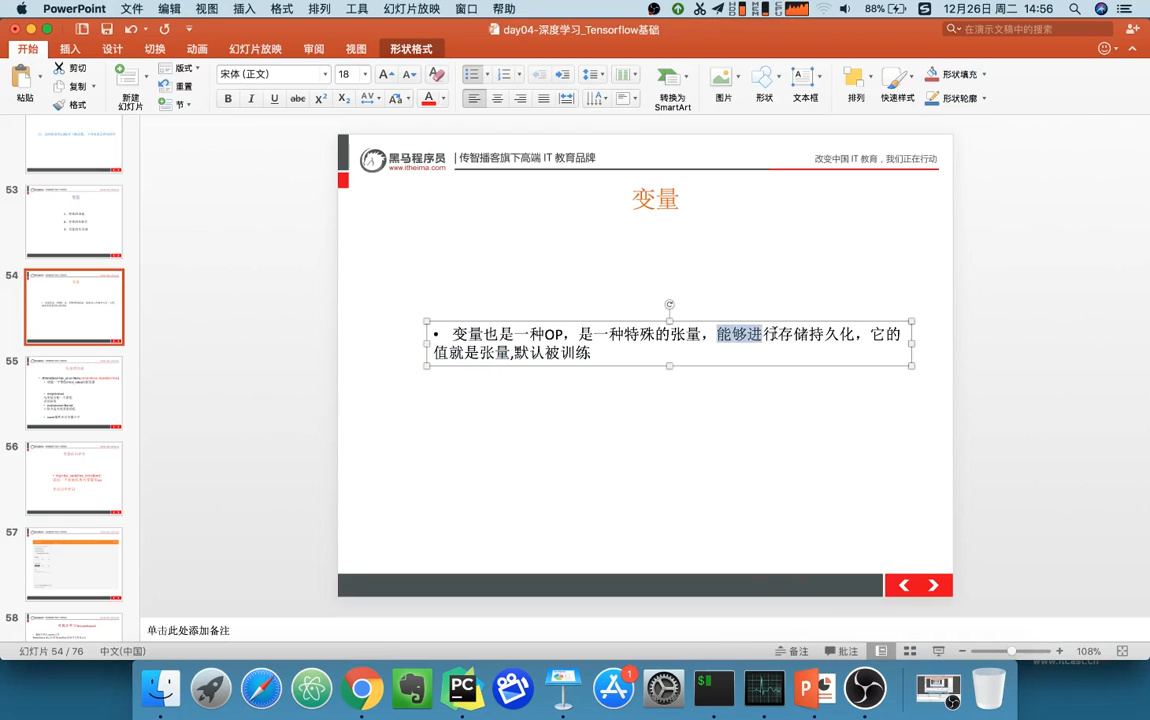 PowerPoint 文件 编辑 视图 插入 格式 排列 工具 幻灯片放映 窗口 帮助 88% 12月26日 周二 14:56
day04-深度学习_Tensorflow基础
在演示文稿中的搜索
开始 插入 设计 切换 动画 幻灯片放映 审阅 视图 形状格式
粘贴 剪切 复制 格式
新建幻灯片 版式 重置 节
宋体 (正文) 18
B I U abc X² X₂ AV Aa A
转换为 SmartArt 图片 形状 文本框 排列 快速样式 形状填充 形状轮廓
53
54
55
56
57
58
黑马程序员 | 传智播客旗下高端 IT 教育品牌
www.itheima.com
改变中国 IT 教育，我们正在行动
变量
• 变量也是一种OP，是一种特殊的张量，能够进行存储持久化，它的
值就是张量,默认被训练
单击此处添加备注
幻灯片 54 / 76 中文(中国) 备注 批注 108%
www.itcast.cn
PC
1
$
P